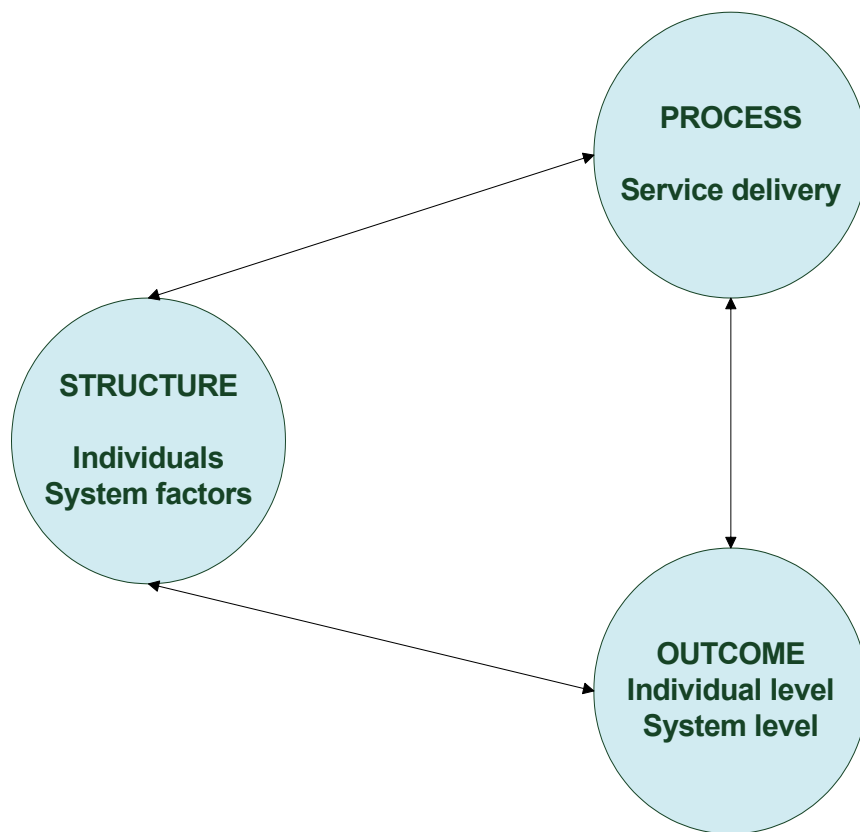 PROCESS
Service delivery
STRUCTURE
Individuals
System factors
OUTCOME
Individual level
System level